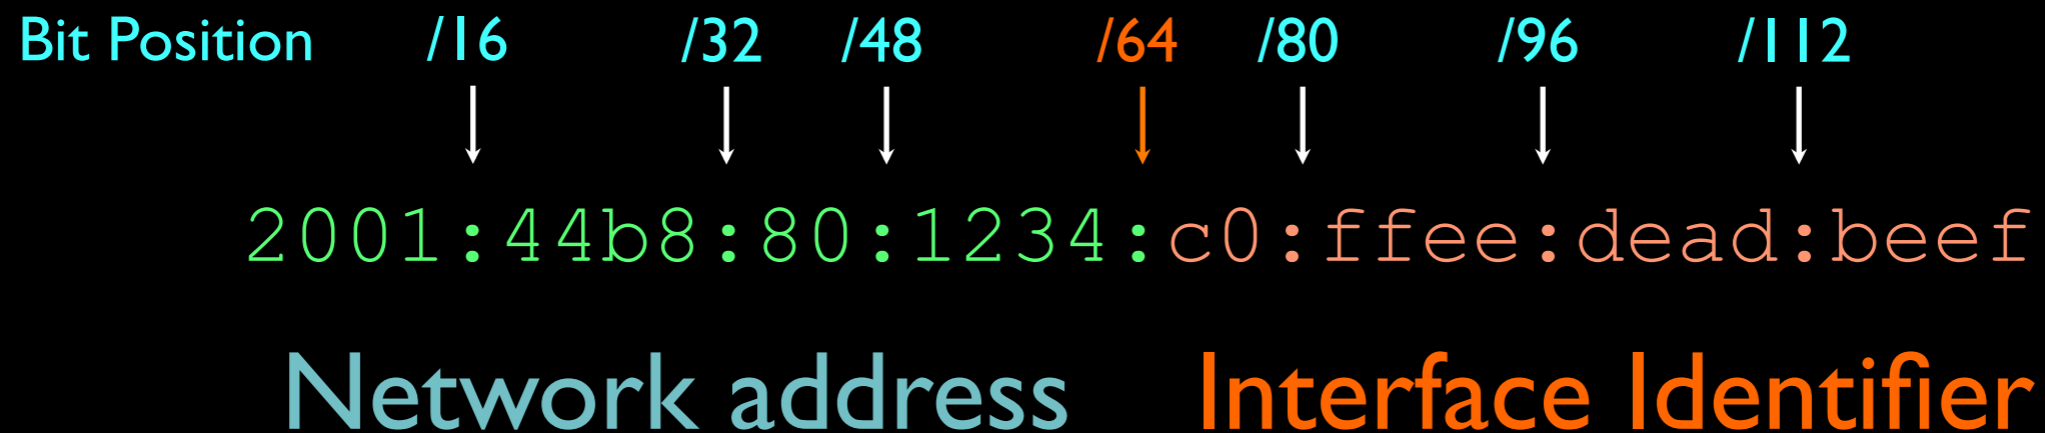 Bit Position /16 /32 /48 /64 /80 /96 /112
2001:44b8:80:1234:c0:ffee:dead:beef
Network address Interface Identifier